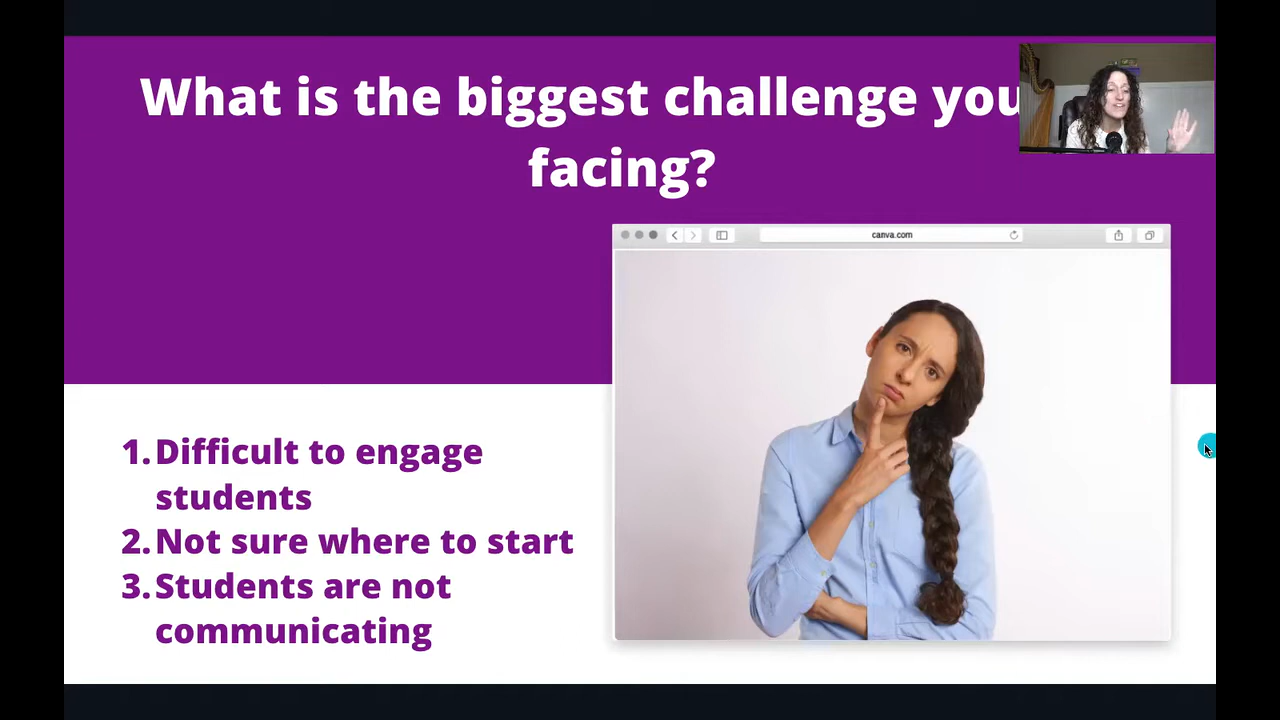 What is the biggest challenge you
facing?
canva.com
1. Difficult to engage
students
2. Not sure where to start
3. Students are not
communicating